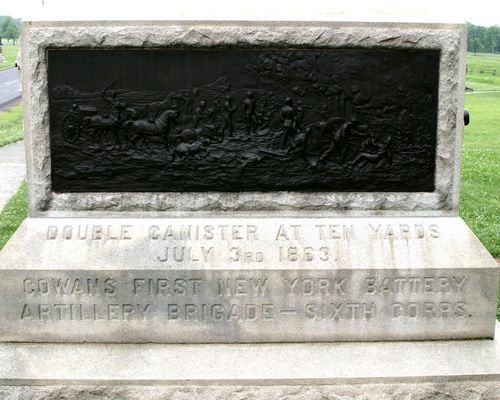 DOUBLE CANISTER AT TEN YARDS
JULY 3RD 1863.
COWANS FIRST NEW YORK BATTERY
ARTILLERY BRIGADE — SIXTH CORPS.